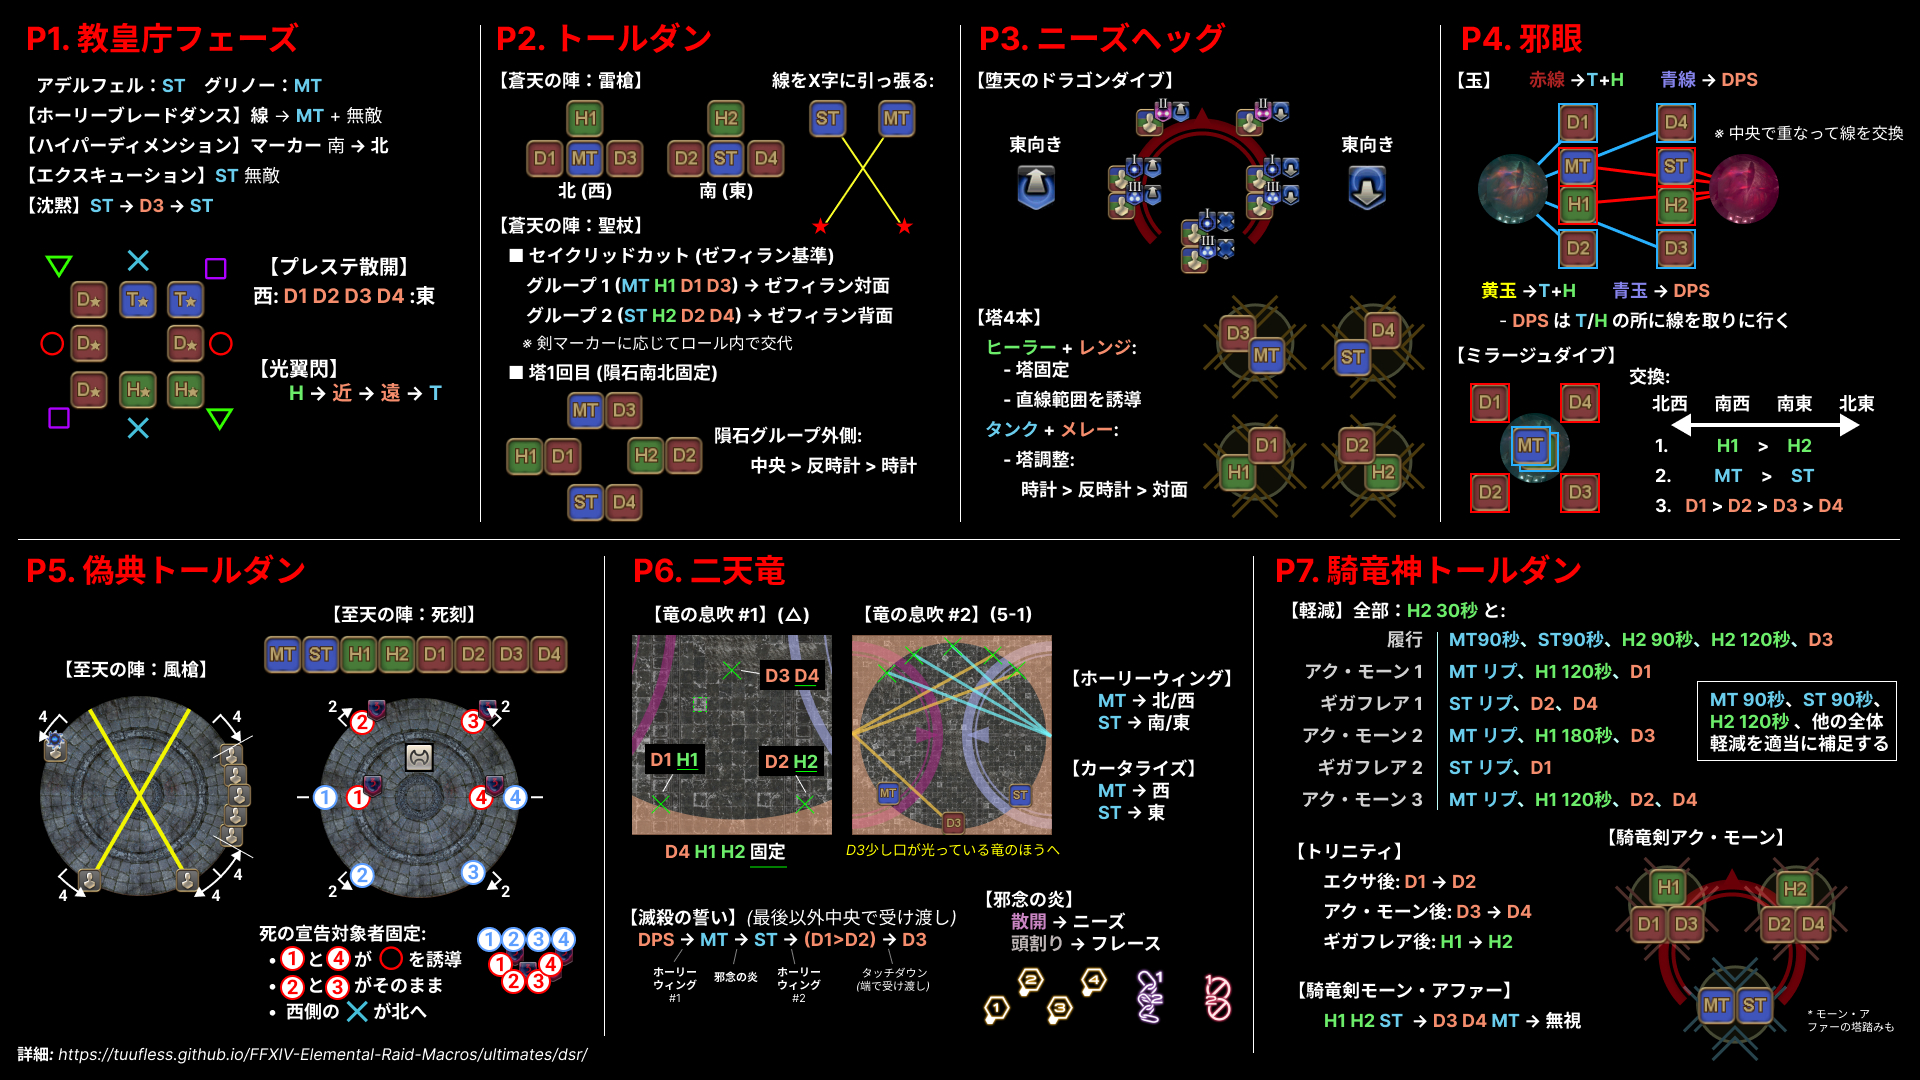 P1. 教皇庁フェーズ
アデルフェル：ST グリノー：MT
【ホーリーブレードダンス】線 → MT + 無敵
【ハイパーディメンション】マーカー 南 → 北
【エクスキューション】ST 無敵
【沈黙】ST → D3 → ST
D★ T★ T★
D★ D★
D★ H★ H★
【プレステ散開】
西: D1 D2 D3 D4 :東
【光翼閃】
H → 近 → 遠 → T
P2. トールダン
【蒼天の陣：雷槍】
線をX字に引っ張る:
H1 H2 ST MT
D1 MT D3 D2 ST D4
北 (西) 南 (東)
【蒼天の陣：聖杖】
■ セイクリッドカット (ゼフィラン基準)
グループ 1 (MT H1 D1 D3) → ゼフィラン対面
グループ 2 (ST H2 D2 D4) → ゼフィラン背面
※ 剣マーカーに応じてロール内で交代
■ 塔1回目 (隕石南北固定)
MT D3
H1 D1 H2 D2
ST D4
隕石グループ外側:
中央 > 反時計 > 時計
P3. ニーズヘッグ
【堕天のドラゴンダイブ】
東向き 東向き
II II
I I
III III
I
III
【塔4本】
ヒーラー + レンジ:
- 塔固定
- 直線範囲を誘導
タンク + メレー:
- 塔調整:
時計 > 反時計 > 対面
D3 MT D4 ST
D1 H1 D2 H2
P4. 邪眼
【玉】 赤線 →T+H 青線 → DPS
D1 D4
MT ST
H1 H2
D2 D3
※ 中央で重なって線を交換
黄玉 →T+H 青玉 → DPS
- DPS は T/H の所に線を取りに行く
【ミラージュダイブ】
D1 D4
MT
D2 D3
交換:
北西 南西 南東 北東
1. H1 > H2
2. MT > ST
3. D1 > D2 > D3 > D4
P5. 偽典トールダン
【至天の陣：風槍】
4 4
4
4 4
【至天の陣：死刻】
MT ST H1 H2 D1 D2 D3 D4
2 2 3 2
1 1 4 4
2 2 3 2
死の宣告対象者固定:
• 1 と 4 が ◯ を誘導
• 2 と 3 がそのまま
• 西側の ✕ が北へ
1 2 3 4
1 4
2 3
P6. 二天竜
【竜の息吹 #1】(△)
D3 D4
D1 H1 D2 H2
D4 H1 H2 固定
【竜の息吹 #2】(5-1)
MT ST
D3
D3少し口が光っている竜のほうへ
【ホーリーウィング】
MT → 北/西
ST → 南/東
【カータライズ】
MT → 西
ST → 東
【滅殺の誓い】(最後以外中央で受け渡し)
DPS → MT → ST → (D1>D2) → D3
ホーリーウィング #1
邪念の炎
ホーリーウィング #2
タッチダウン (端で受け渡し)
【邪念の炎】
散開 → ニーズ
頭割り → フレース
1 2 3 4
P7. 騎竜神トールダン
【軽減】全部：H2 30秒 と:
履行 MT90秒、ST90秒、H2 90秒、H2 120秒、D3
アク・モーン 1 MT リプ、H1 120秒、D1
ギガフレア 1 ST リプ、D2、D4
アク・モーン 2 MT リプ、H1 180秒、D3
ギガフレア 2 ST リプ、D1
アク・モーン 3 MT リプ、H1 120秒、D2、D4
MT 90秒、ST 90秒、
H2 120秒 、他の全体
軽減を適当に補足する
【トリニティ】
エクサ後: D1 → D2
アク・モーン後: D3 → D4
ギガフレア後: H1 → H2
【騎竜剣モーン・アファー】
H1 H2 ST → D3 D4 MT → 無視
【騎竜剣アク・モーン】
H1 H2
D1 D3 D2 D4
MT ST
* モーン・ア
ファーの塔踏みも
詳細: https://tuufless.github.io/FFXIV-Elemental-Raid-Macros/ultimates/dsr/